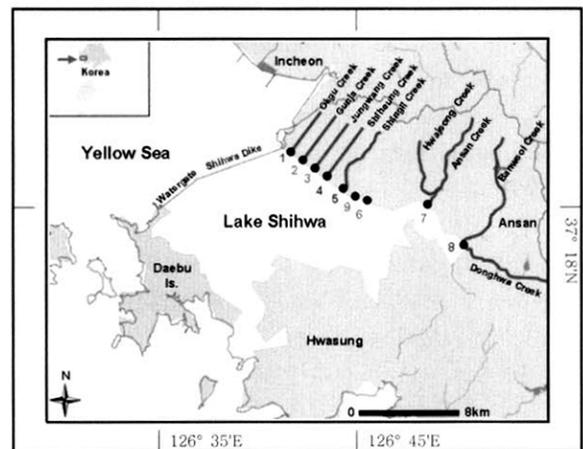 Korea
Incheon
Okgu Creek
Gunja Creek
Jungwang Creek
Shiheung Creek
Shingil Creek
Hwajeong Creek
Ansan Creek
Banweol Creek
Yellow Sea
Watergate
Shihwa Dike
1
2
3
4
5
9
6
7
8
Lake Shihwa
Ansan
Daebu
Is.
Donghwa Creek
Hwasung
N
0
8km
37° 18'N
126° 35'E
126° 45'E